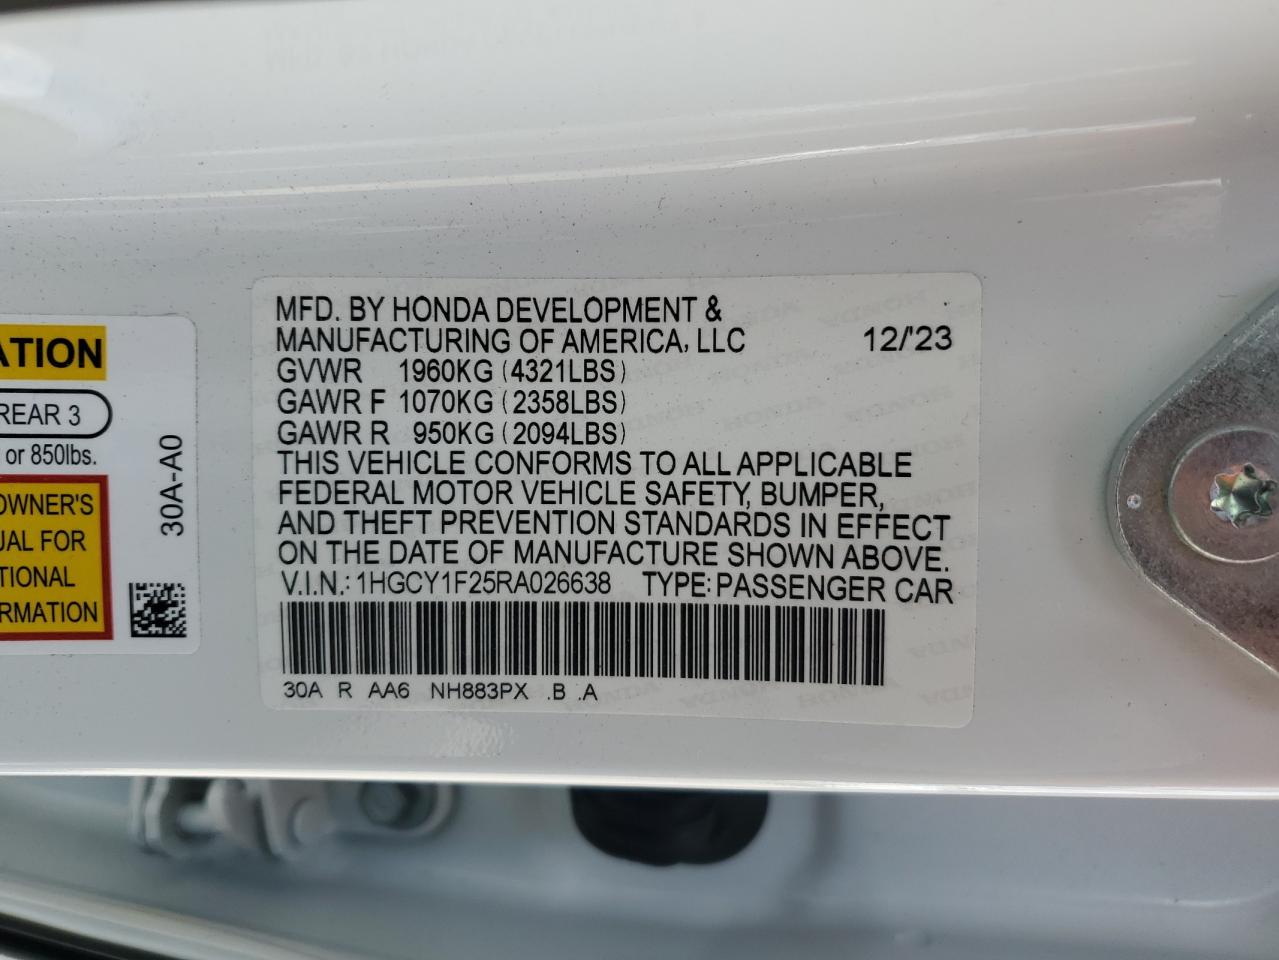 MFD. BY HONDA DEVELOPMENT &
MANUFACTURING OF AMERICA, LLC 12/'23
GVWR 1960KG (4321LBS)
GAWR F 1070KG (2358LBS)
GAWR R 950KG (2094LBS)
THIS VEHICLE CONFORMS TO ALL APPLICABLE
FEDERAL MOTOR VEHICLE SAFETY, BUMPER,
AND THEFT PREVENTION STANDARDS IN EFFECT
ON THE DATE OF MANUFACTURE SHOWN ABOVE.
V.I.N.: 1HGCY1F25RA026638 TYPE: PASSENGER CAR
30A R AA6 NH883PX .B .A
ATION
REAR 3
or 850lbs.
OWNER'S
UAL FOR
TIONAL
RMATION
30A-A0